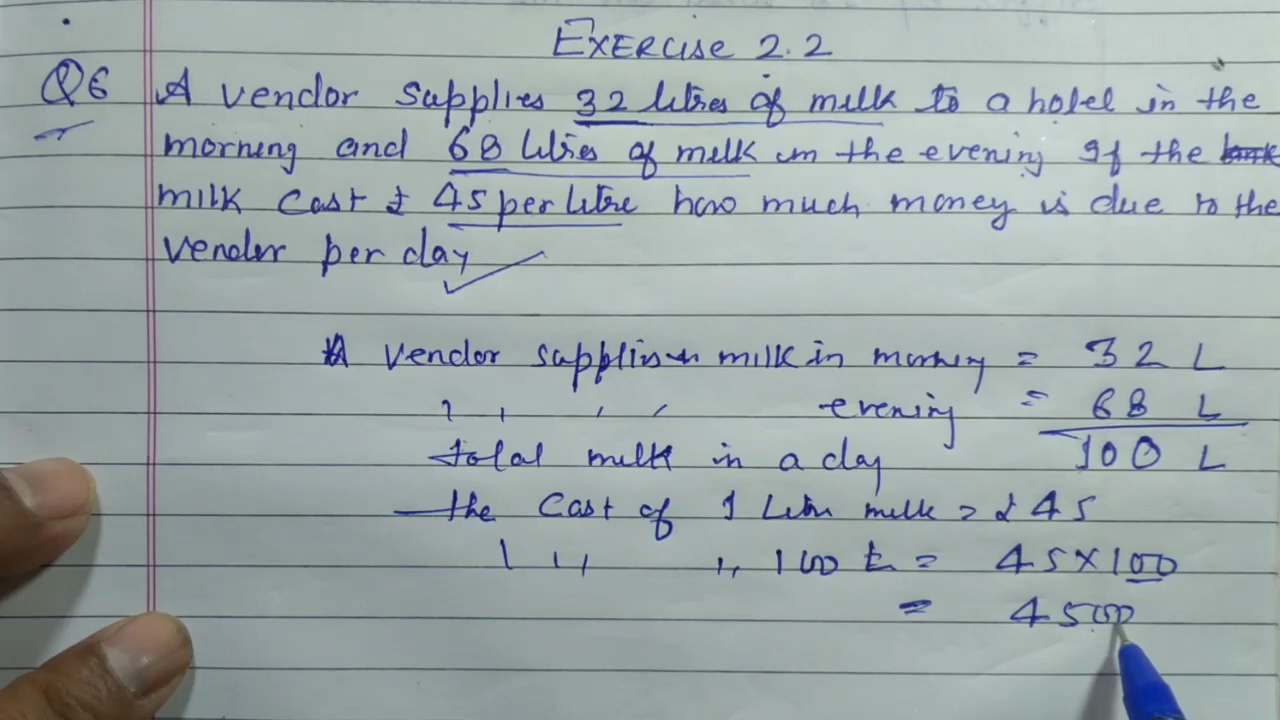 Exercise 2.2
Q6 A vendor supplies 32 litres of milk to a hotel in the
morning and 68 litres of milk in the evening If the
milk cost ₹ 45 per litre how much money is due to the
vendor per day
A vendor supplies milk in morning = 32 L
evening = 68 L
total milk in a day 100 L
the cost of 1 litre milk = ₹ 45
100 L = 45 × 100
= 4500